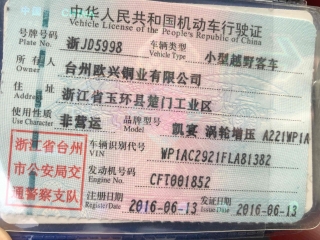 中华人民共和国机动车行驶证
Vehicle License of the People's Republic of China
号牌号码 浙JD5998 车辆类型 小型越野客车
Plate No. Vehicle Type
所有人 台州欧兴铜业有限公司
Owner
住址 浙江省玉环县楚门工业区
Address
使用性质 非营运 凯宴 涡轮增压 A221WP1A
Use Character
浙江省台州 车辆识别代号 WP1AC2921FLA81382
VIN
市公安局交 发动机号码 CFT001852
Engine No.
通警察支队 注册日期 2016-06-13 发证日期 2016-06-13
Register Date Issue Date